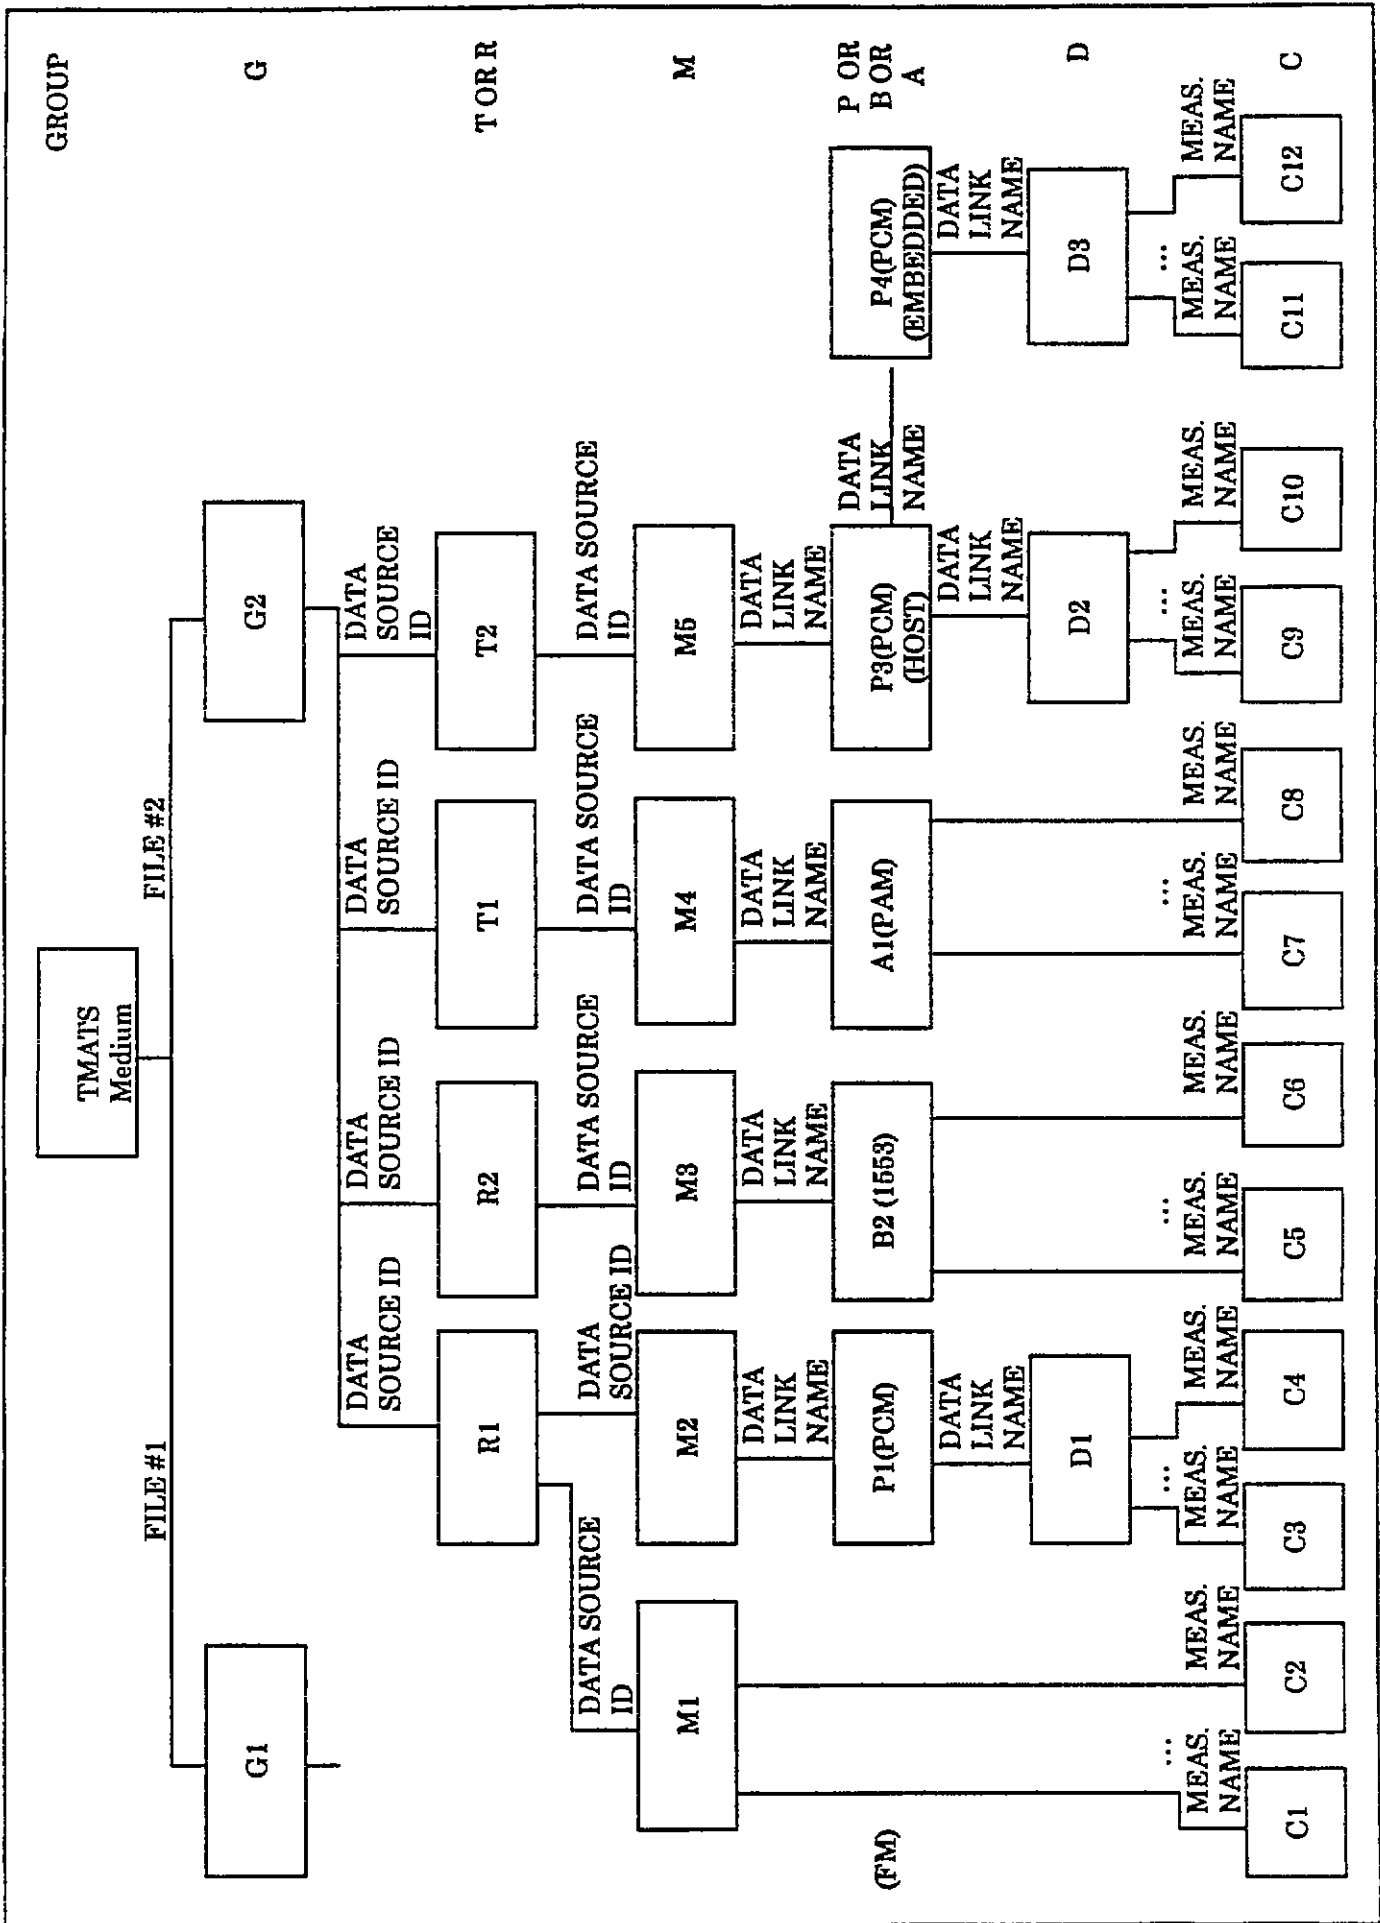 GROUP
TMATS
Medium
FILE #1
FILE #2
G
G1
G2
DATA
SOURCE ID
DATA
SOURCE ID
DATA
SOURCE ID
DATA
SOURCE
ID
T OR R
R1
R2
T1
T2
DATA SOURCE
ID
DATA
SOURCE ID
DATA SOURCE
ID
DATA SOURCE
ID
DATA SOURCE
ID
M
M1
M2
M3
M4
M5
DATA
LINK
NAME
DATA
LINK
NAME
DATA
LINK
NAME
DATA
LINK
NAME
P OR
B OR
A
(FM)
P1(PCM)
B2 (1553)
A1(PAM)
P3(PCM)
(HOST)
DATA
LINK
NAME
P4(PCM)
(EMBEDDED)
DATA
LINK
NAME
DATA
LINK
NAME
DATA
LINK
NAME
D
D1
D2
D3
MEAS.
NAME
...
MEAS.
NAME
MEAS.
NAME
...
MEAS.
NAME
MEAS.
NAME
...
MEAS.
NAME
MEAS.
NAME
...
MEAS.
NAME
MEAS.
NAME
...
MEAS.
NAME
MEAS.
NAME
...
MEAS.
NAME
C
C1
C2
C3
C4
C5
C6
C7
C8
C9
C10
C11
C12